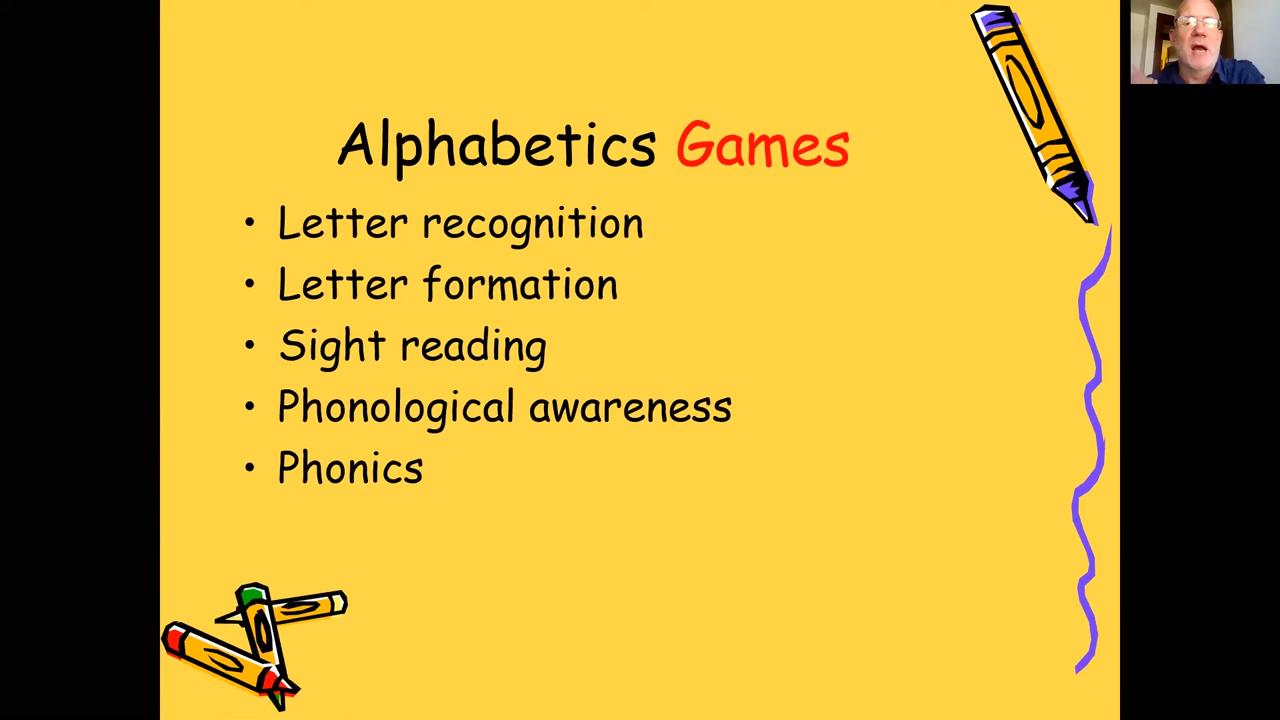 Alphabetics Games
• Letter recognition
• Letter formation
• Sight reading
• Phonological awareness
• Phonics